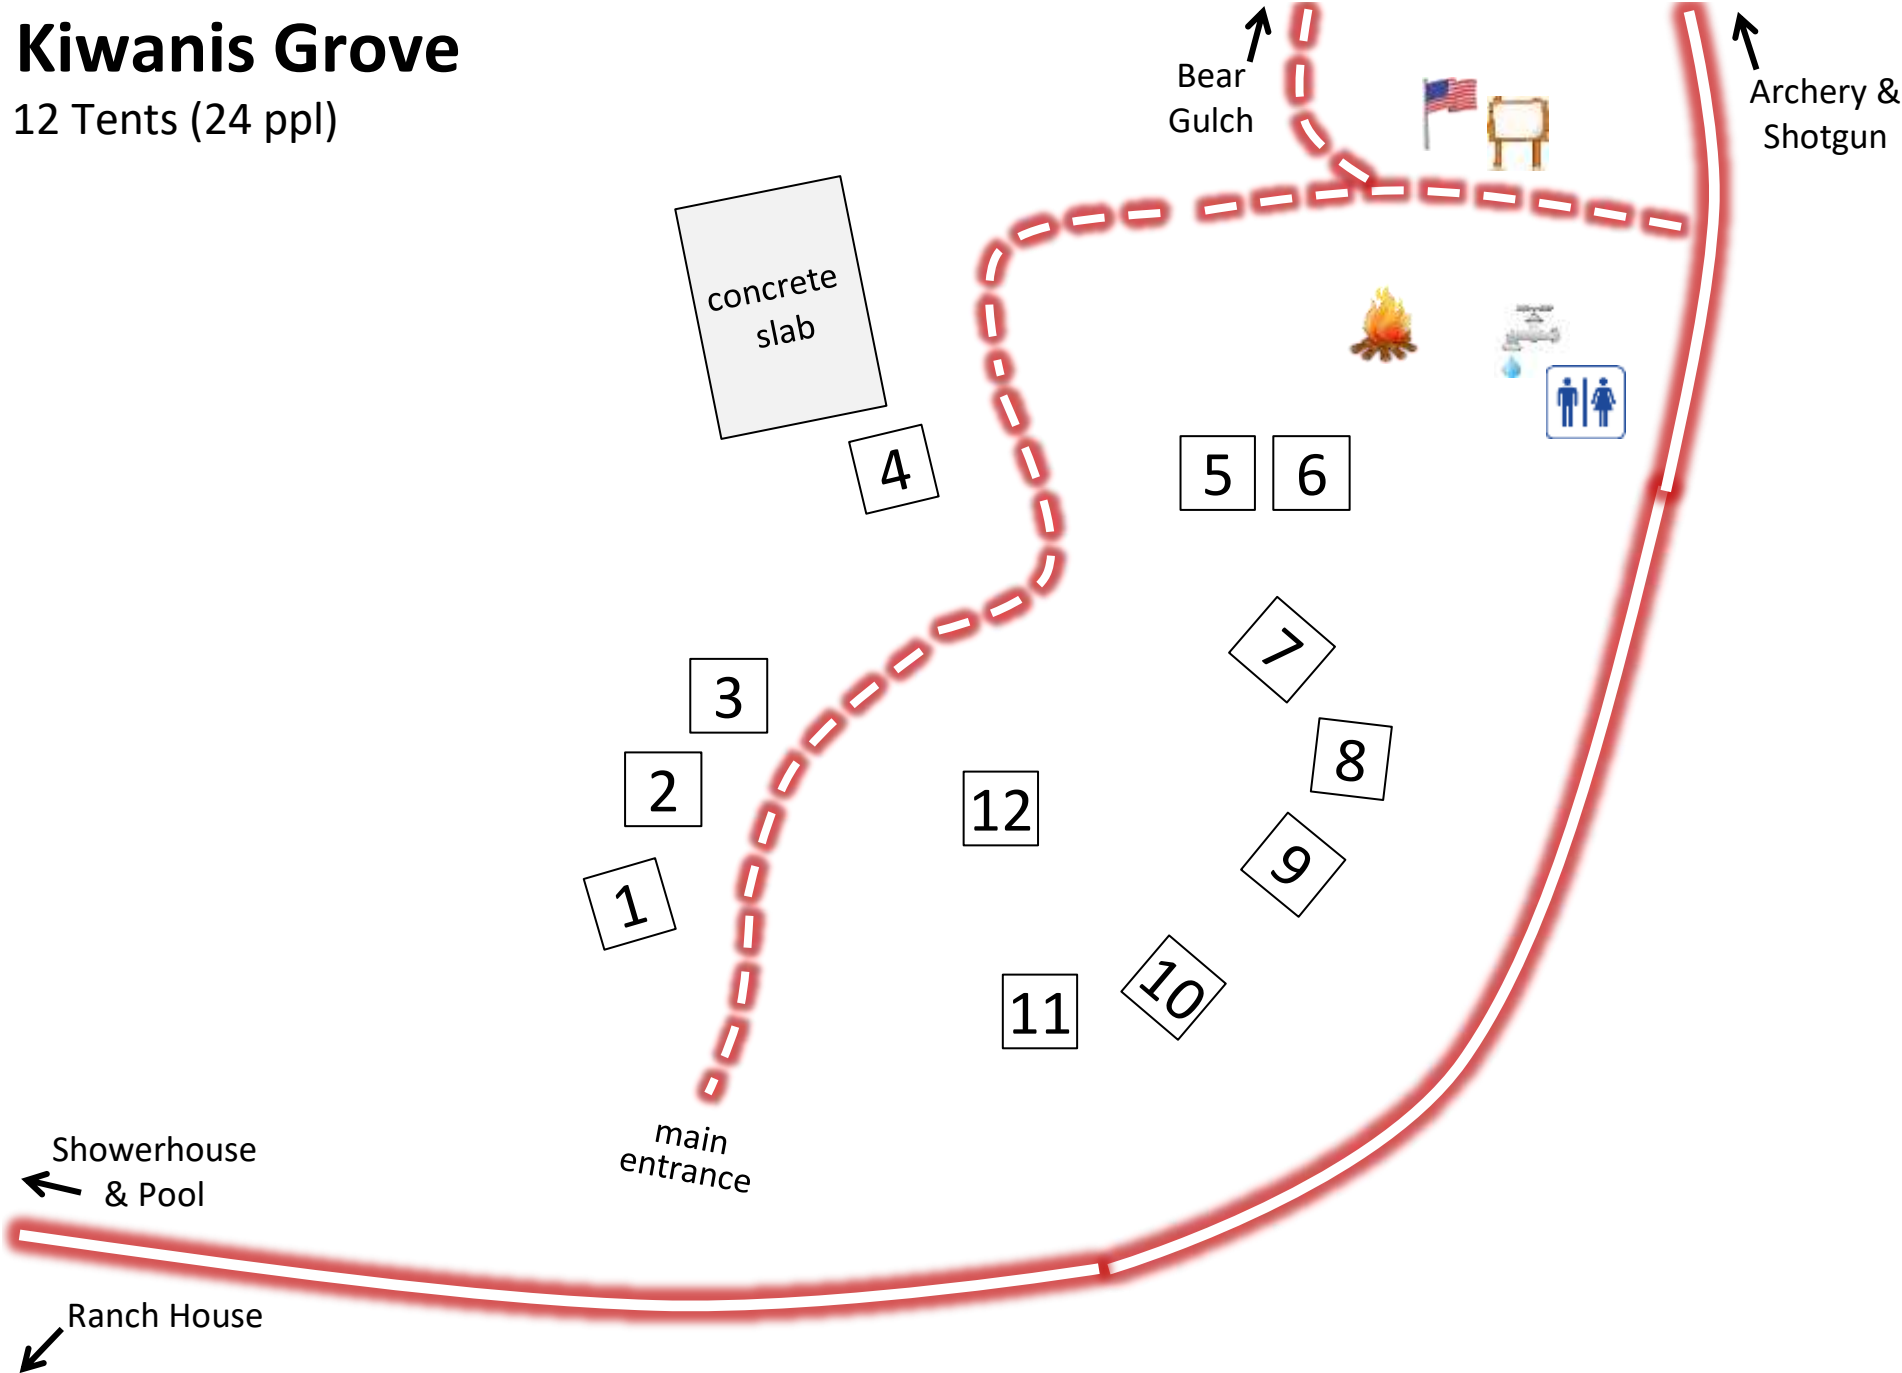 Kiwanis Grove
12 Tents (24 ppl)
Bear
Gulch
Archery &
Shotgun
concrete
slab
4
5
6
7
3
8
2
12
9
1
10
11
main
entrance
Showerhouse
& Pool
Ranch House